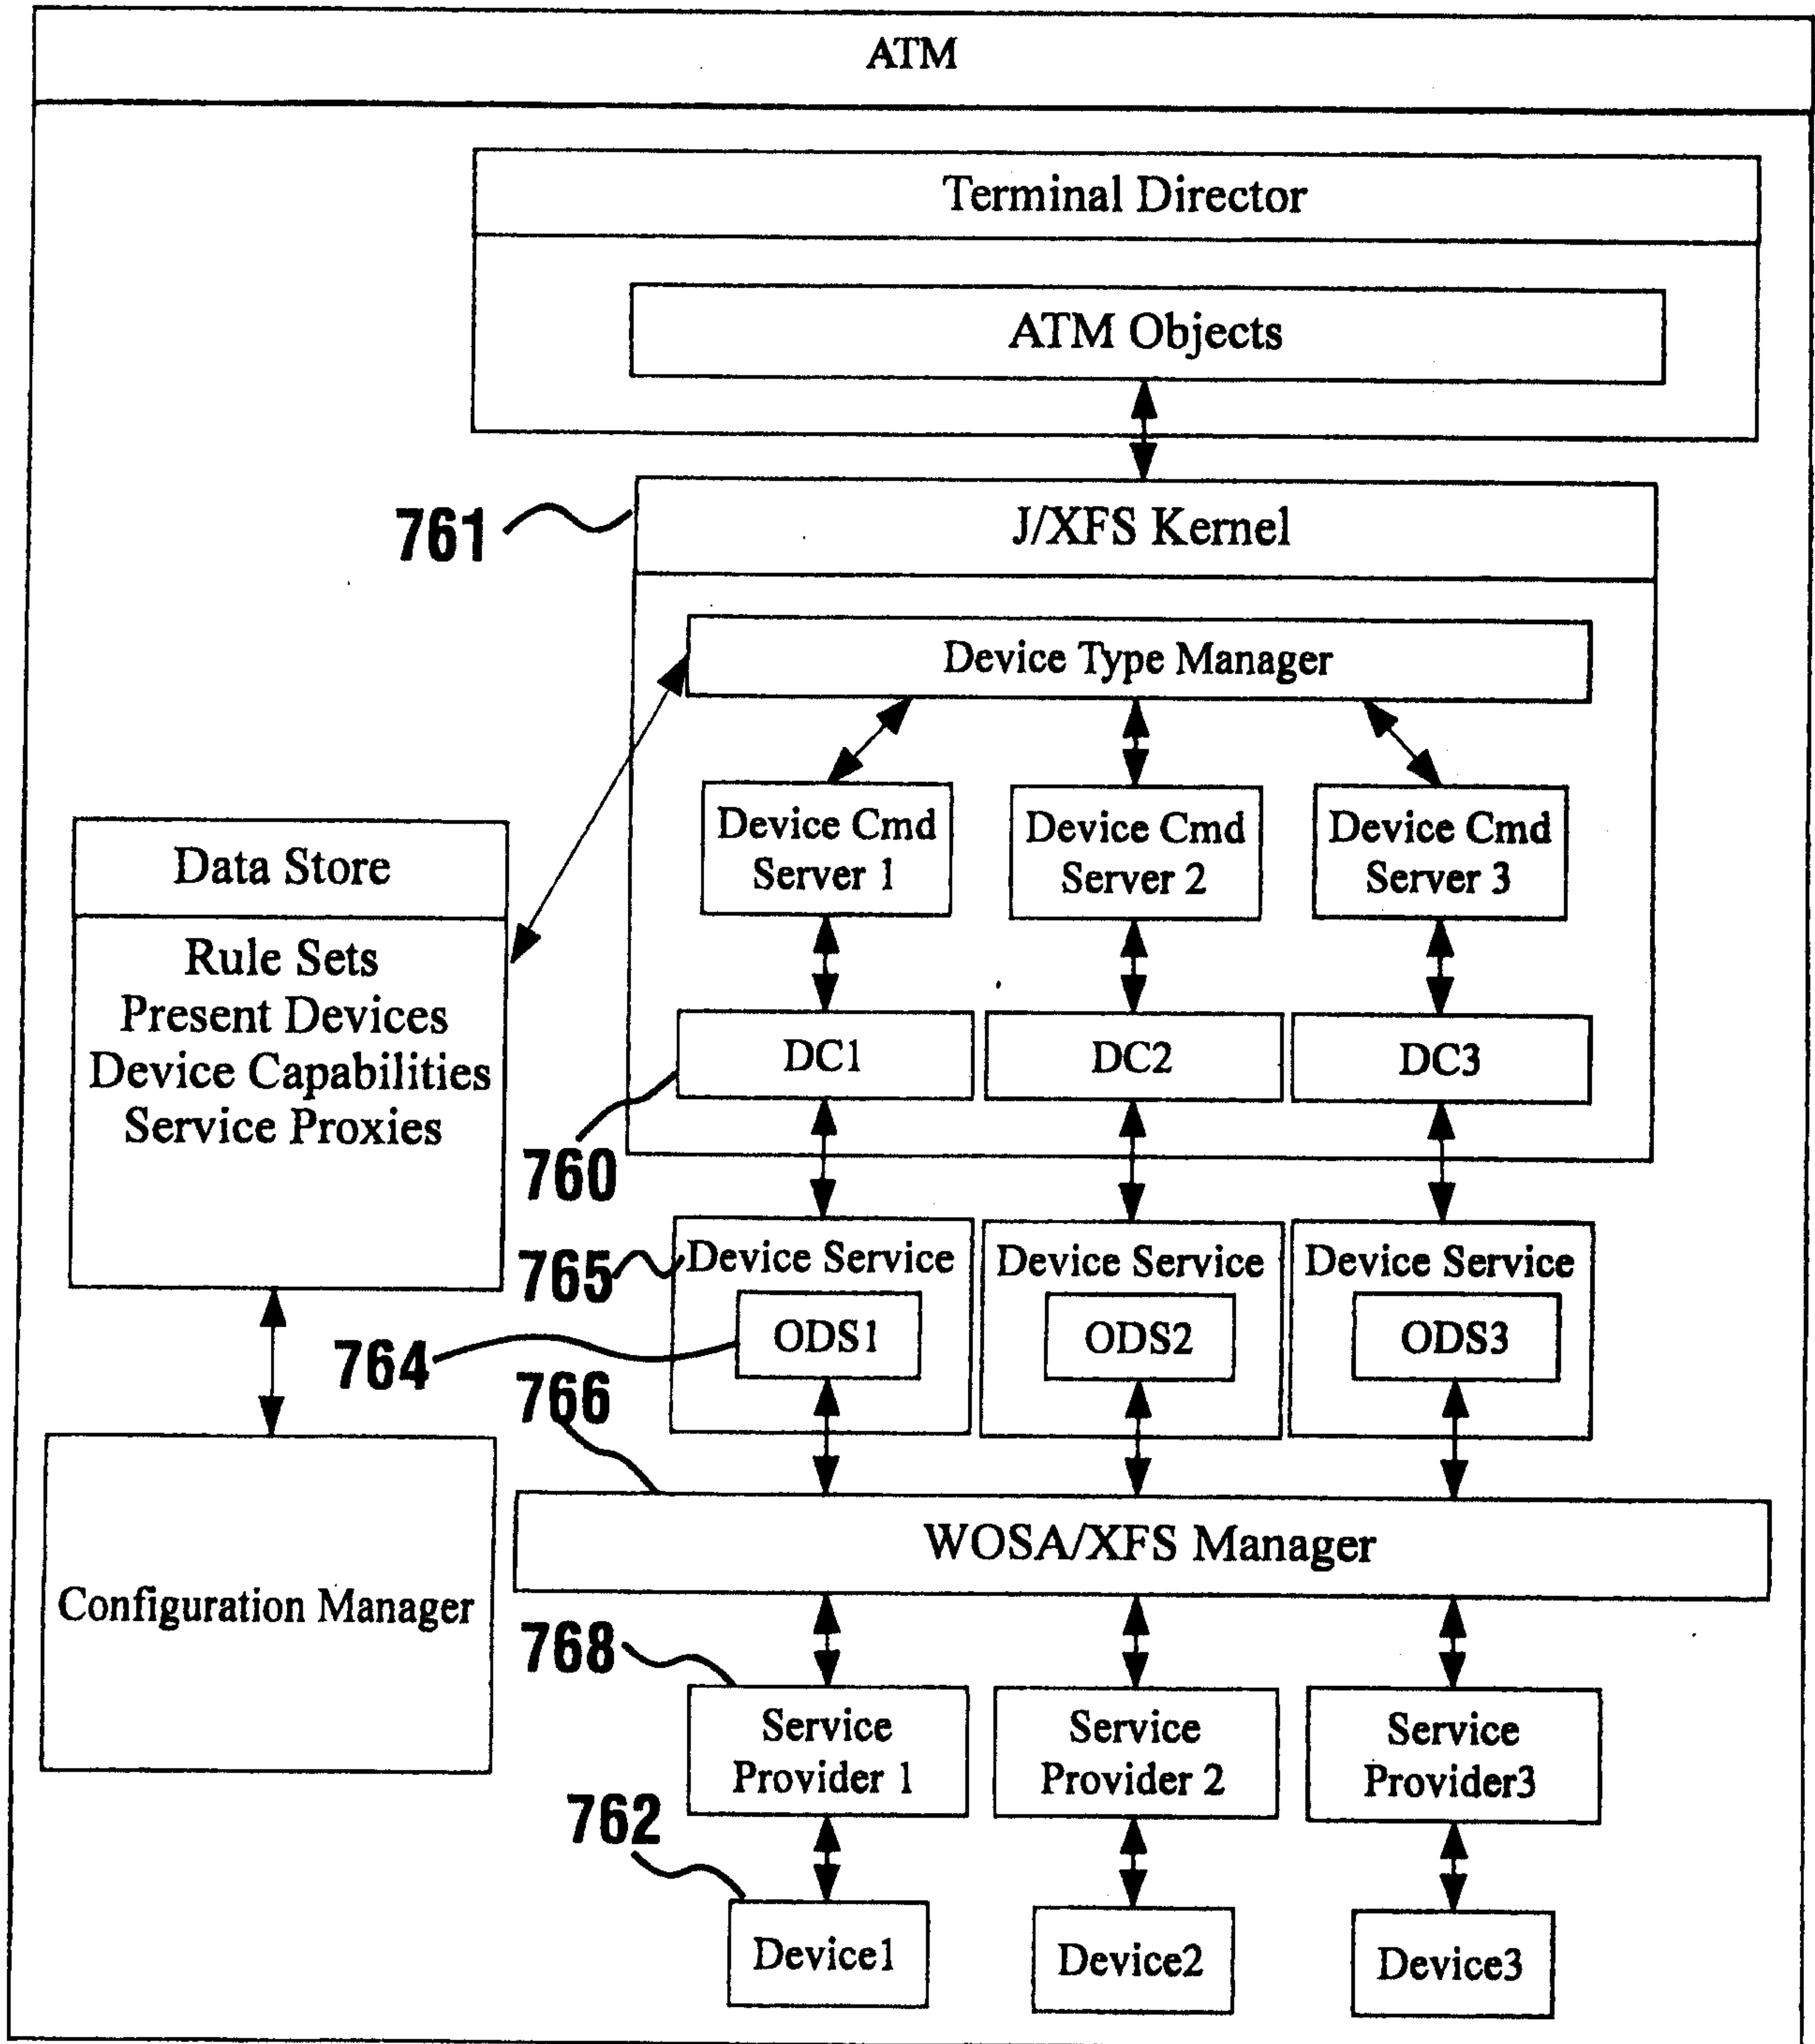 ATM
Terminal Director
ATM Objects
761
J/XFS Kernel
Device Type Manager
Device Cmd
Server 1
Device Cmd
Server 2
Device Cmd
Server 3
Data Store
Rule Sets
Present Devices
Device Capabilities
Service Proxies
DC1
DC2
DC3
760
765
Device Service
Device Service
Device Service
764
ODS1
ODS2
ODS3
766
WOSA/XFS Manager
Configuration Manager
768
Service
Provider 1
Service
Provider 2
Service
Provider3
762
Device1
Device2
Device3